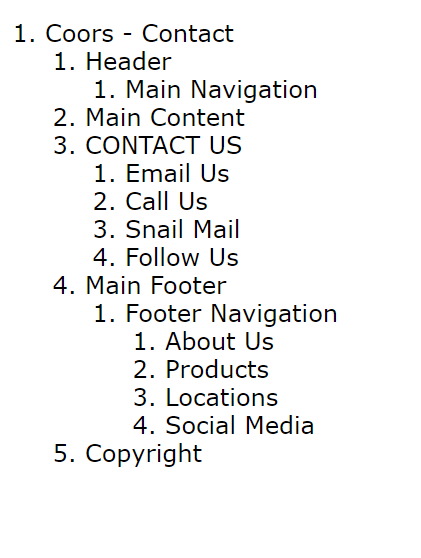 1. Coors - Contact
1. Header
1. Main Navigation
2. Main Content
3. CONTACT US
1. Email Us
2. Call Us
3. Snail Mail
4. Follow Us
4. Main Footer
1. Footer Navigation
1. About Us
2. Products
3. Locations
4. Social Media
5. Copyright